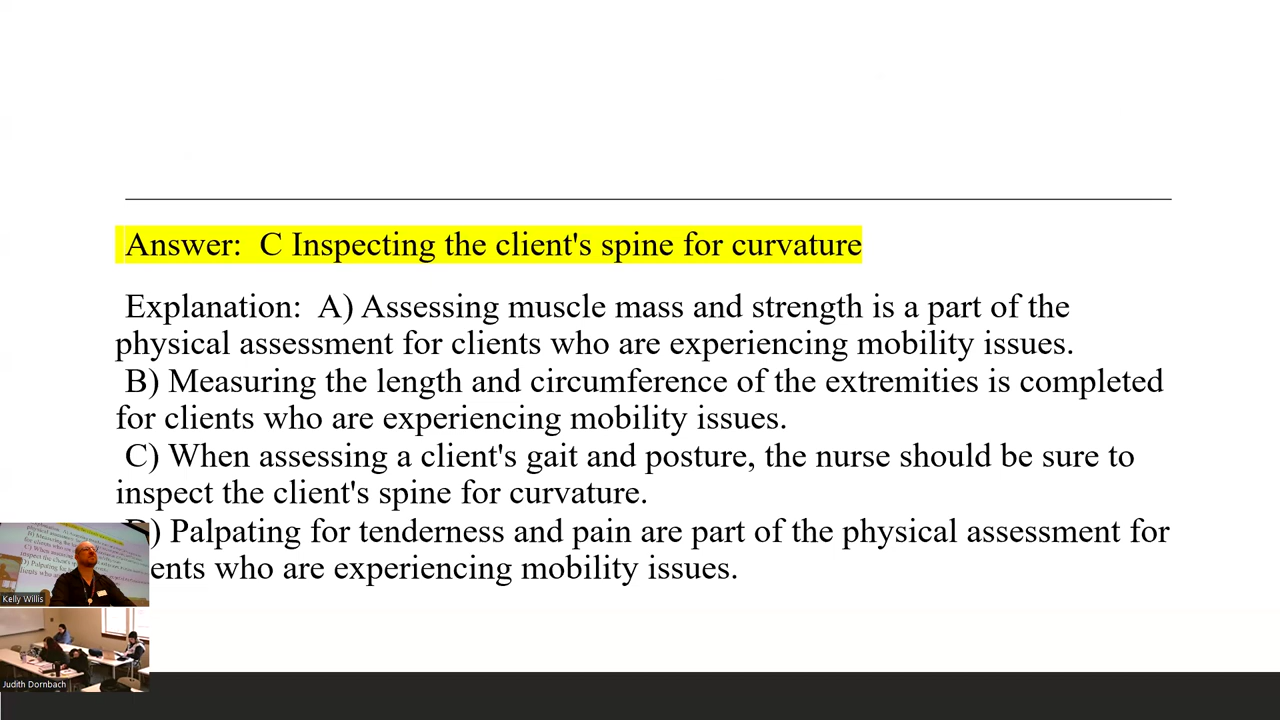 Answer:  C Inspecting the client's spine for curvature
Explanation:  A) Assessing muscle mass and strength is a part of the
physical assessment for clients who are experiencing mobility issues.
B) Measuring the length and circumference of the extremities is completed
for clients who are experiencing mobility issues.
C) When assessing a client's gait and posture, the nurse should be sure to
inspect the client's spine for curvature.
) Palpating for tenderness and pain are part of the physical assessment for
ents who are experiencing mobility issues.
Kelly Willis
Judith Dornbach